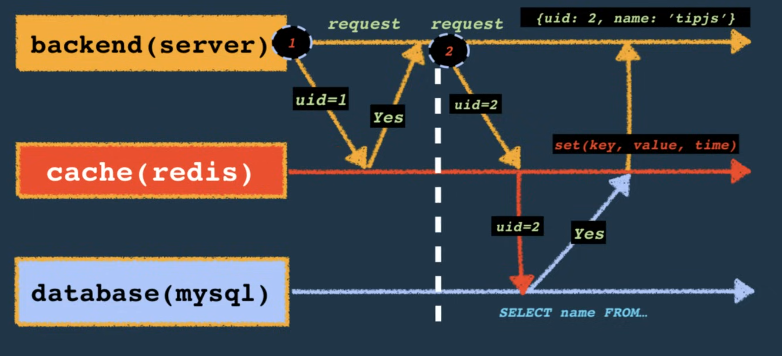 request
request
{uid: 2, name: ’tipjs’}
backend(server)
1
2
uid=1
Yes
uid=2
set(key, value, time)
cache(redis)
uid=2
Yes
database(mysql)
SELECT name FROM…